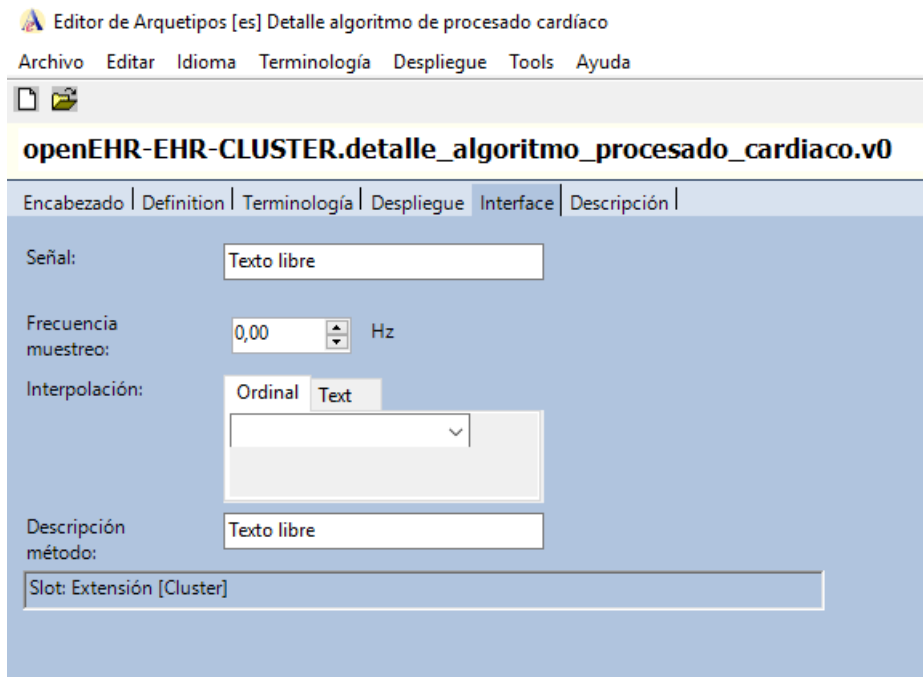 Editor de Arquetipos [es] Detalle algoritmo de procesado cardíaco
Archivo Editar Idioma Terminología Despliegue Tools Ayuda
openEHR-EHR-CLUSTER.detalle_algoritmo_procesado_cardiaco.v0
Encabezado Definition Terminología Despliegue Interface Descripción
Señal: Texto libre
Frecuencia
muestreo: 0,00 Hz
Interpolación: Ordinal Text
Descripción
método: Texto libre
Slot: Extensión [Cluster]